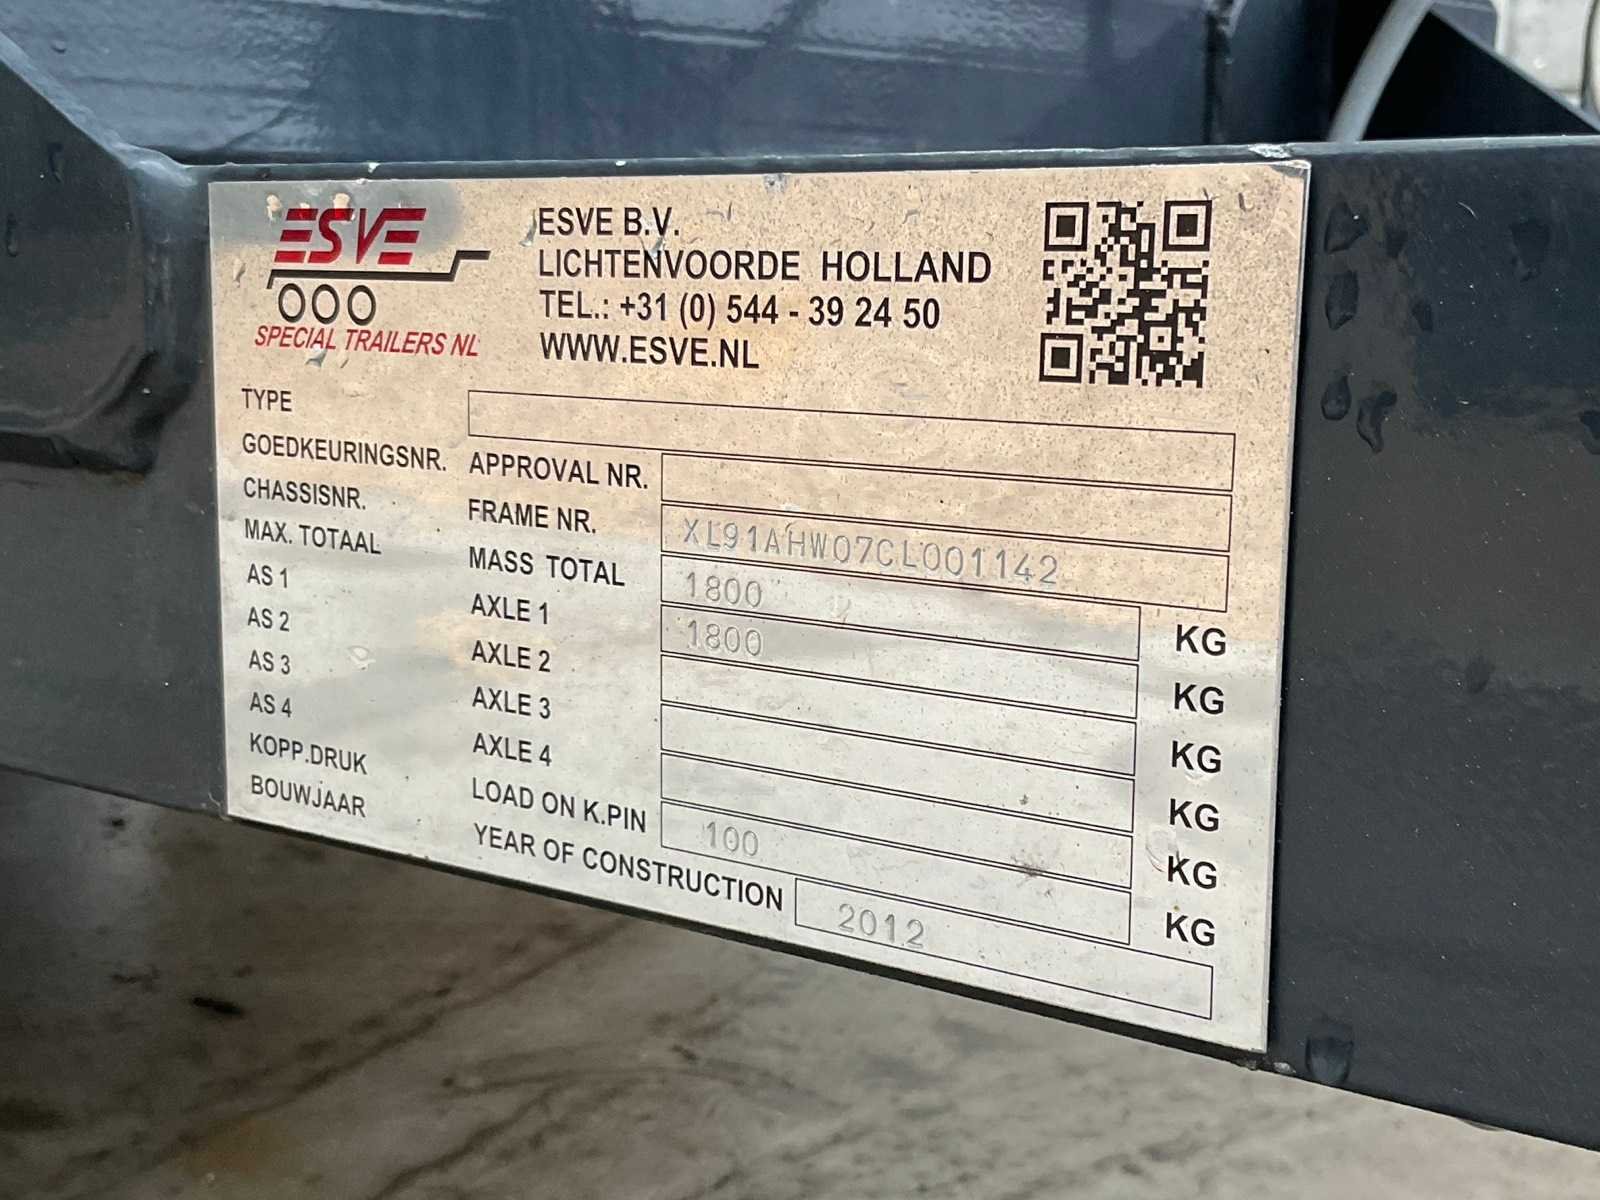 ESVE
SPECIAL TRAILERS NL
ESVE B.V.
LICHTENVOORDE HOLLAND
TEL.: +31 (0) 544 - 39 24 50
WWW.ESVE.NL
TYPE
GOEDKEURINGSNR. APPROVAL NR.
CHASSISNR. FRAME NR. XL91AHW07CL001142
MAX. TOTAAL MASS TOTAL 1800 KG
AS 1 AXLE 1 1800 KG
AS 2 AXLE 2 KG
AS 3 AXLE 3 KG
AS 4 AXLE 4 KG
KOPP.DRUK LOAD ON K.PIN 100 KG
BOUWJAAR YEAR OF CONSTRUCTION 2012